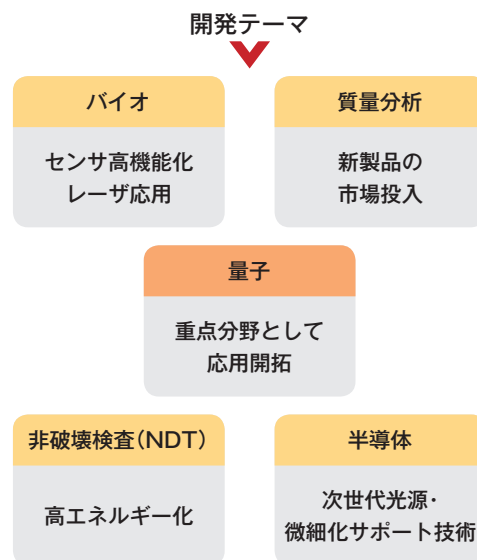 開発テーマ
バイオ
センサ高機能化
レーザ応用
質量分析
新製品の
市場投入
量子
重点分野として
応用開拓
非破壊検査(NDT)
高エネルギー化
半導体
次世代光源・
微細化サポート技術